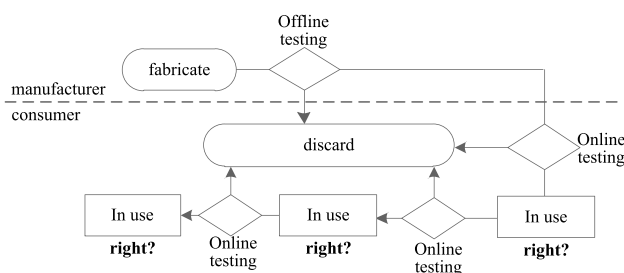 Offline
testing
fabricate
manufacturer
consumer
discard
Online
testing
In use
In use
In use
right?
Online
testing
right?
Online
testing
right?